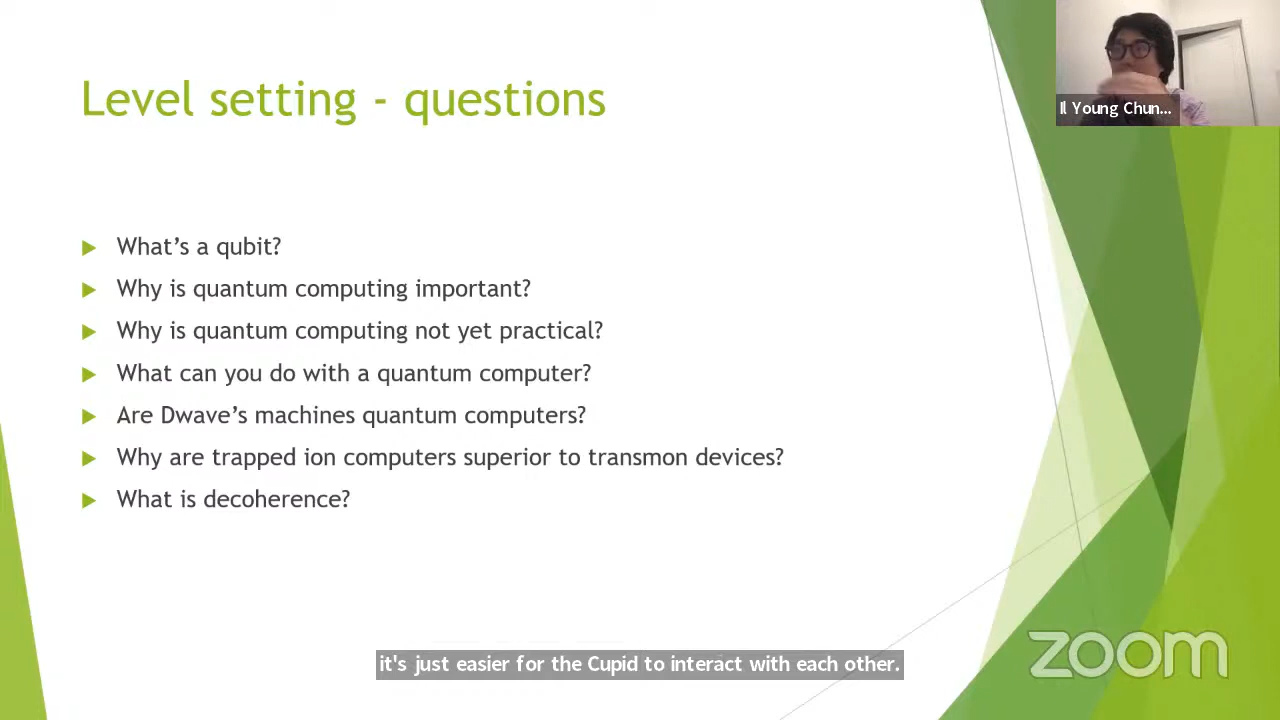 Level setting - questions
Il Young Chun...
What's a qubit?
Why is quantum computing important?
Why is quantum computing not yet practical?
What can you do with a quantum computer?
Are Dwave's machines quantum computers?
Why are trapped ion computers superior to transmon devices?
What is decoherence?
it's just easier for the Cupid to interact with each other.
zoom